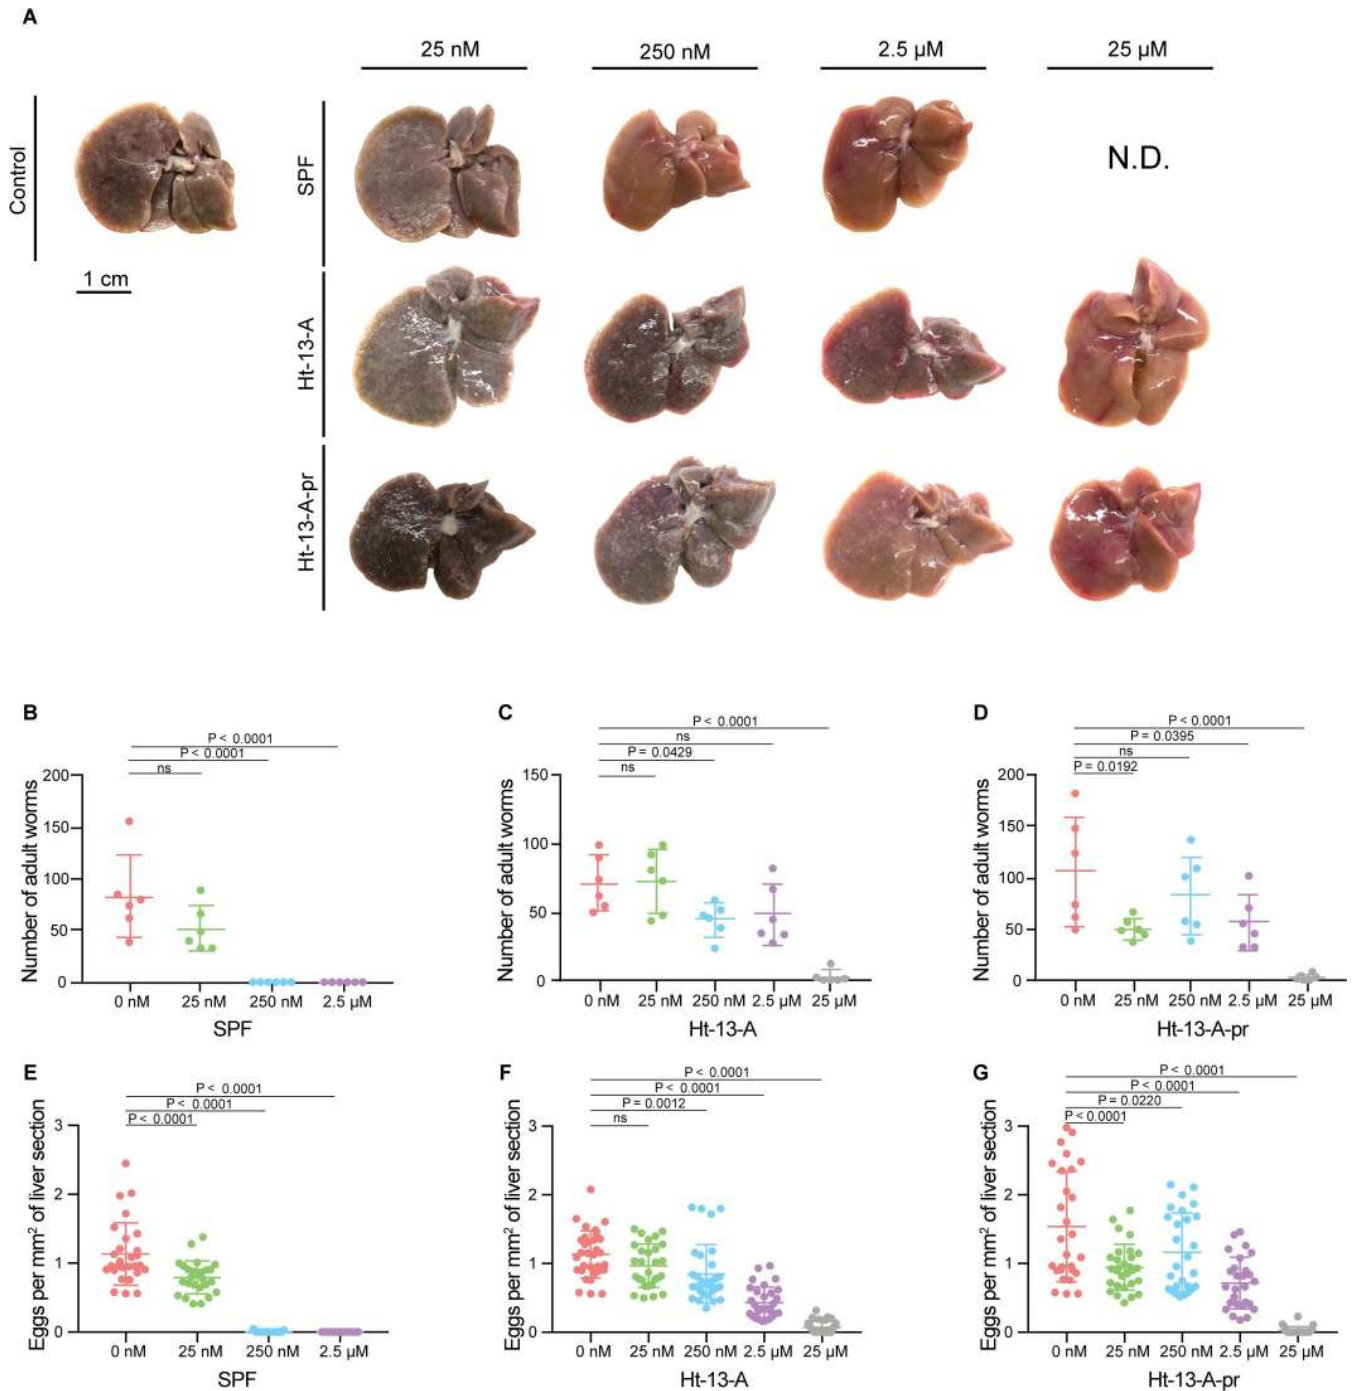 A
25 nM
250 nM
2.5 µM
25 µM
Control
SPF
N.D.
1 cm
Ht-13-A
Ht-13-A-pr
B
P < 0.0001
P < 0.0001
ns
Number of adult worms
200
150
100
50
0
0 nM 25 nM 250 nM 2.5 µM
SPF
C
P < 0.0001
ns
P = 0.0429
ns
Number of adult worms
150
100
50
0
0 nM 25 nM 250 nM 2.5 µM 25 µM
Ht-13-A
D
P < 0.0001
P = 0.0395
ns
P = 0.0192
Number of adult worms
200
150
100
50
0
0 nM 25 nM 250 nM 2.5 µM 25 µM
Ht-13-A-pr
E
P < 0.0001
P < 0.0001
P < 0.0001
Eggs per mm² of liver section
3
2
1
0
0 nM 25 nM 250 nM 2.5 µM
SPF
F
P < 0.0001
P < 0.0001
P = 0.0012
ns
Eggs per mm² of liver section
3
2
1
0
0 nM 25 nM 250 nM 2.5 µM 25 µM
Ht-13-A
G
P < 0.0001
P < 0.0001
P = 0.0220
P <0.0001
Eggs per mm² of liver section
3
2
1
0
0 nM 25 nM 250 nM 2.5 µM 25 µM
Ht-13-A-pr